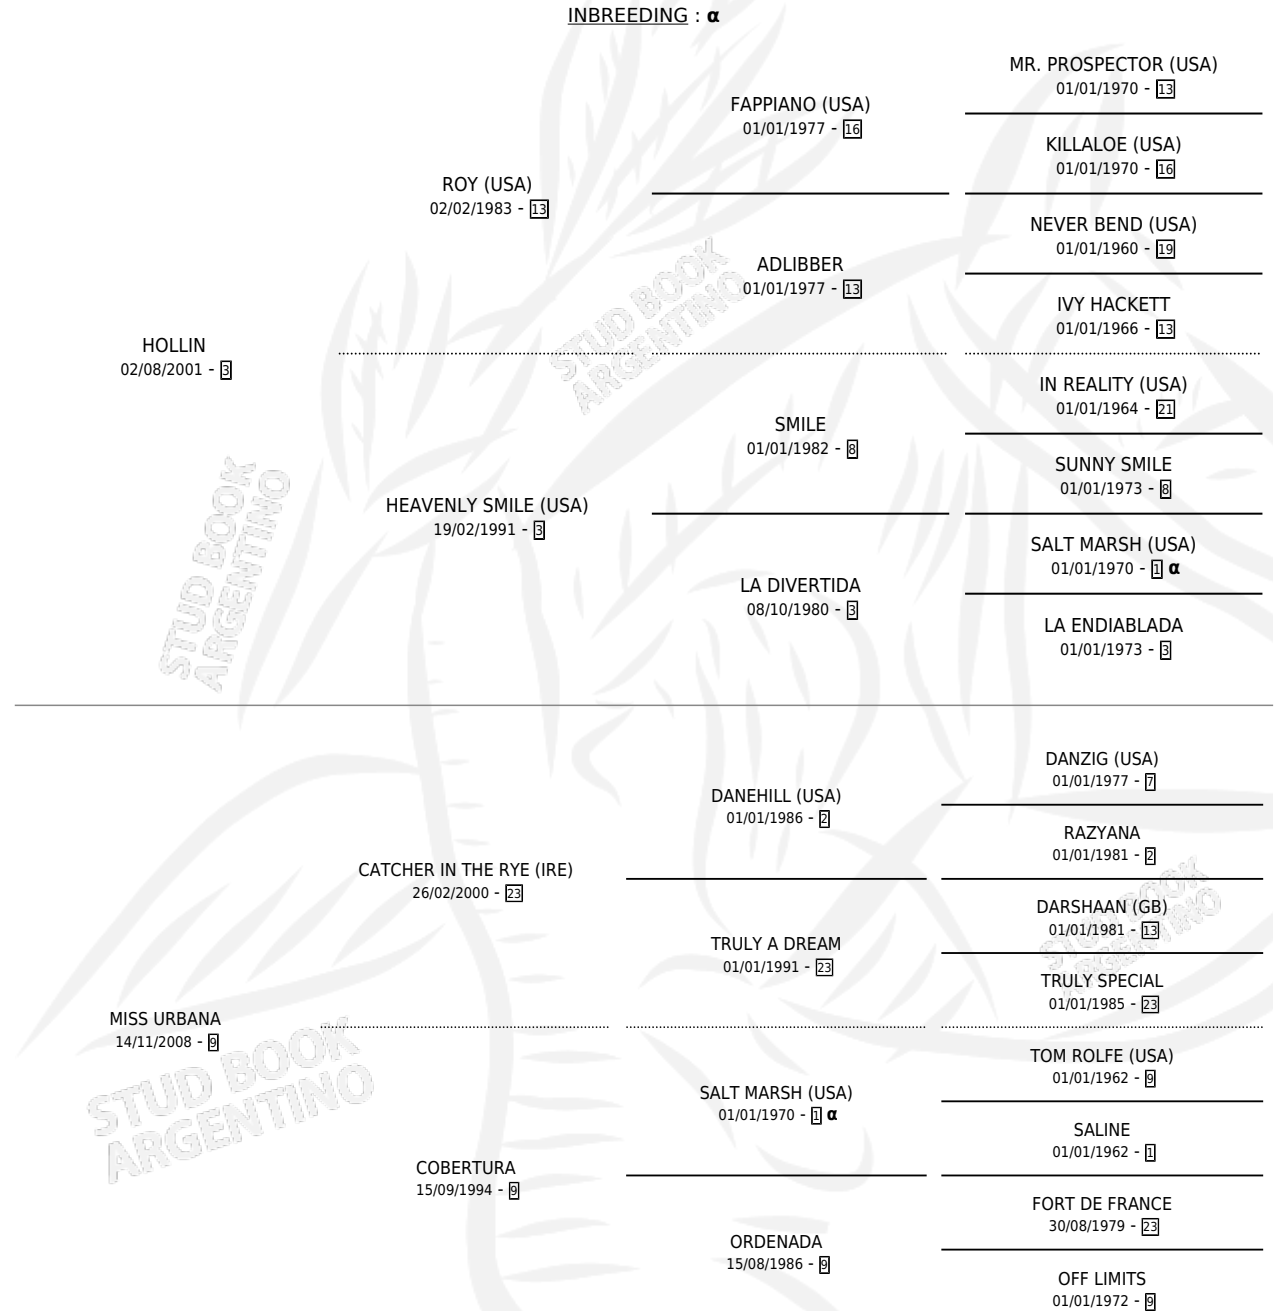 INBREEDING : α
MR. PROSPECTOR (USA)
01/01/1970 - 13
FAPPIANO (USA)
01/01/1977 - 16
KILLALOE (USA)
01/01/1970 - 16
ROY (USA)
02/02/1983 - 13
NEVER BEND (USA)
01/01/1960 - 19
ADLIBBER
01/01/1977 - 13
IVY HACKETT
01/01/1966 - 13
HOLLIN
02/08/2001 - 3
IN REALITY (USA)
01/01/1964 - 21
SMILE
01/01/1982 - 8
SUNNY SMILE
01/01/1973 - 8
HEAVENLY SMILE (USA)
19/02/1991 - 3
SALT MARSH (USA)
01/01/1970 - 1 α
LA DIVERTIDA
08/10/1980 - 3
LA ENDIABLADA
01/01/1973 - 3
DANZIG (USA)
01/01/1977 - 7
DANEHILL (USA)
01/01/1986 - 2
RAZYANA
01/01/1981 - 2
CATCHER IN THE RYE (IRE)
26/02/2000 - 23
DARSHAAN (GB)
01/01/1981 - 13
TRULY A DREAM
01/01/1991 - 23
TRULY SPECIAL
01/01/1985 - 23
MISS URBANA
14/11/2008 - 9
TOM ROLFE (USA)
01/01/1962 - 9
SALT MARSH (USA)
01/01/1970 - 1 α
SALINE
01/01/1962 - 1
COBERTURA
15/09/1994 - 9
FORT DE FRANCE
30/08/1979 - 23
ORDENADA
15/08/1986 - 9
OFF LIMITS
01/01/1972 - 9
STUD BOOK
ARGENTINO
STUD BOOK
ARGENTINO
STUD BOOK
ARGENTINO
STUD BOOK
ARGENTINO